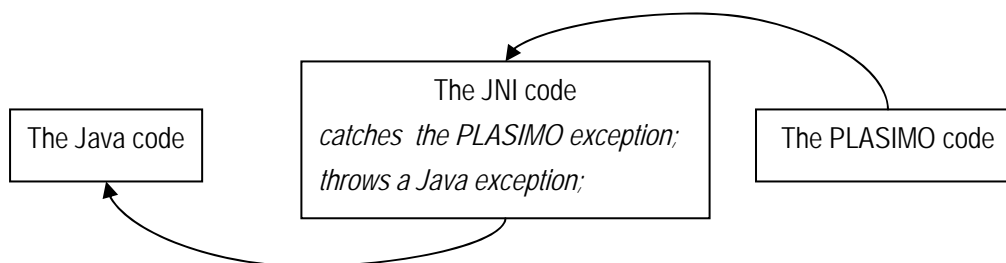 The Java code
The JNI code
catches the PLASIMO exception;
throws a Java exception;
The PLASIMO code